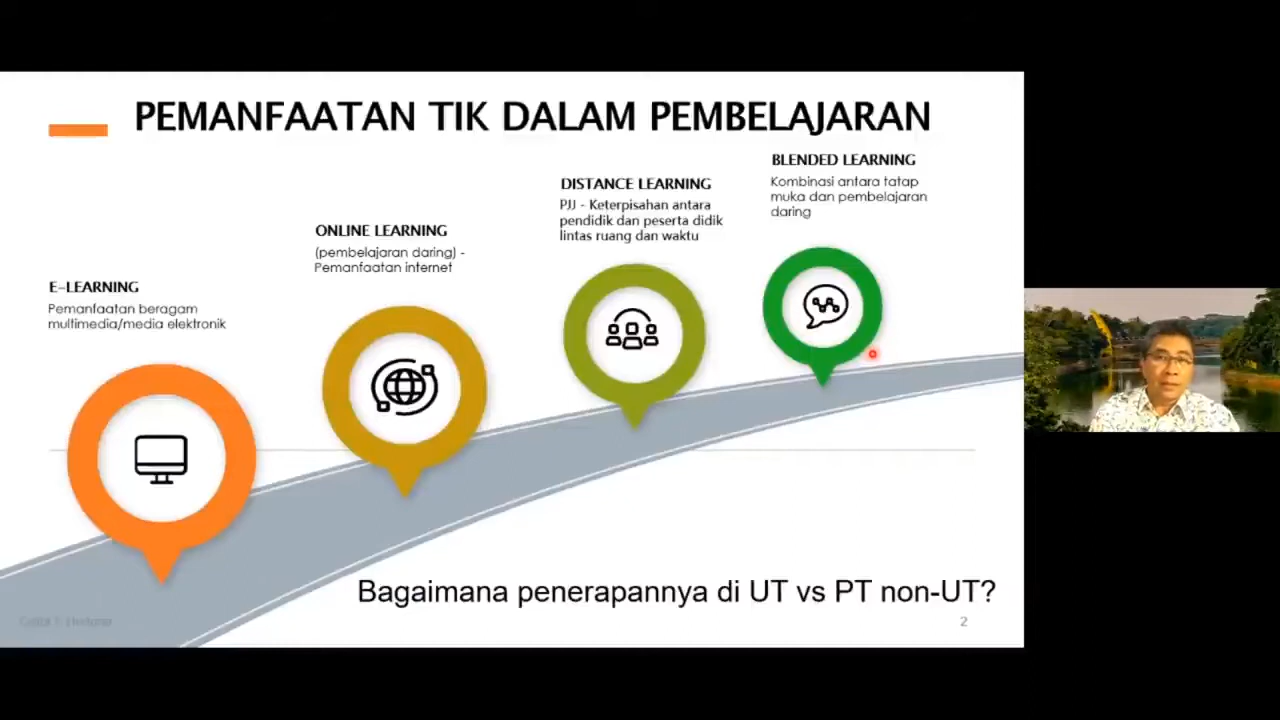 PEMANFAATAN TIK DALAM PEMBELAJARAN
BLENDED LEARNING
Kombinasi antara tatap
muka dan pembelajaran
daring
DISTANCE LEARNING
PJJ - Keterpisahan antara
pendidik dan peserta didik
lintas ruang dan waktu
ONLINE LEARNING
(pembelajaran daring) -
Pemanfaatan internet
E-LEARNING
Pemanfaatan beragam
multimedia/media elektronik
Bagaimana penerapannya di UT vs PT non-UT?
2